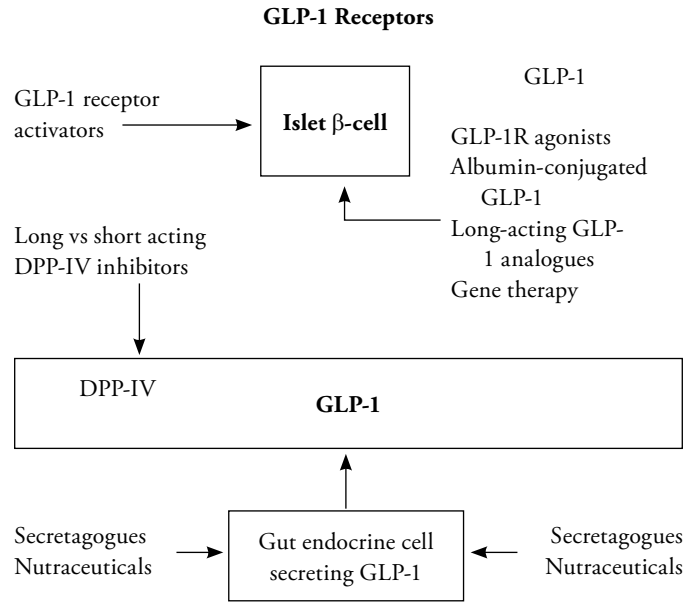 GLP-1 Receptors
GLP-1 receptor
activators
Islet β-cell
GLP-1
GLP-1R agonists
Albumin-conjugated
GLP-1
Long-acting GLP-
1 analogues
Gene therapy
Long vs short acting
DPP-IV inhibitors
DPP-IV
GLP-1
Secretagogues
Nutraceuticals
Gut endocrine cell
secreting GLP-1
Secretagogues
Nutraceuticals